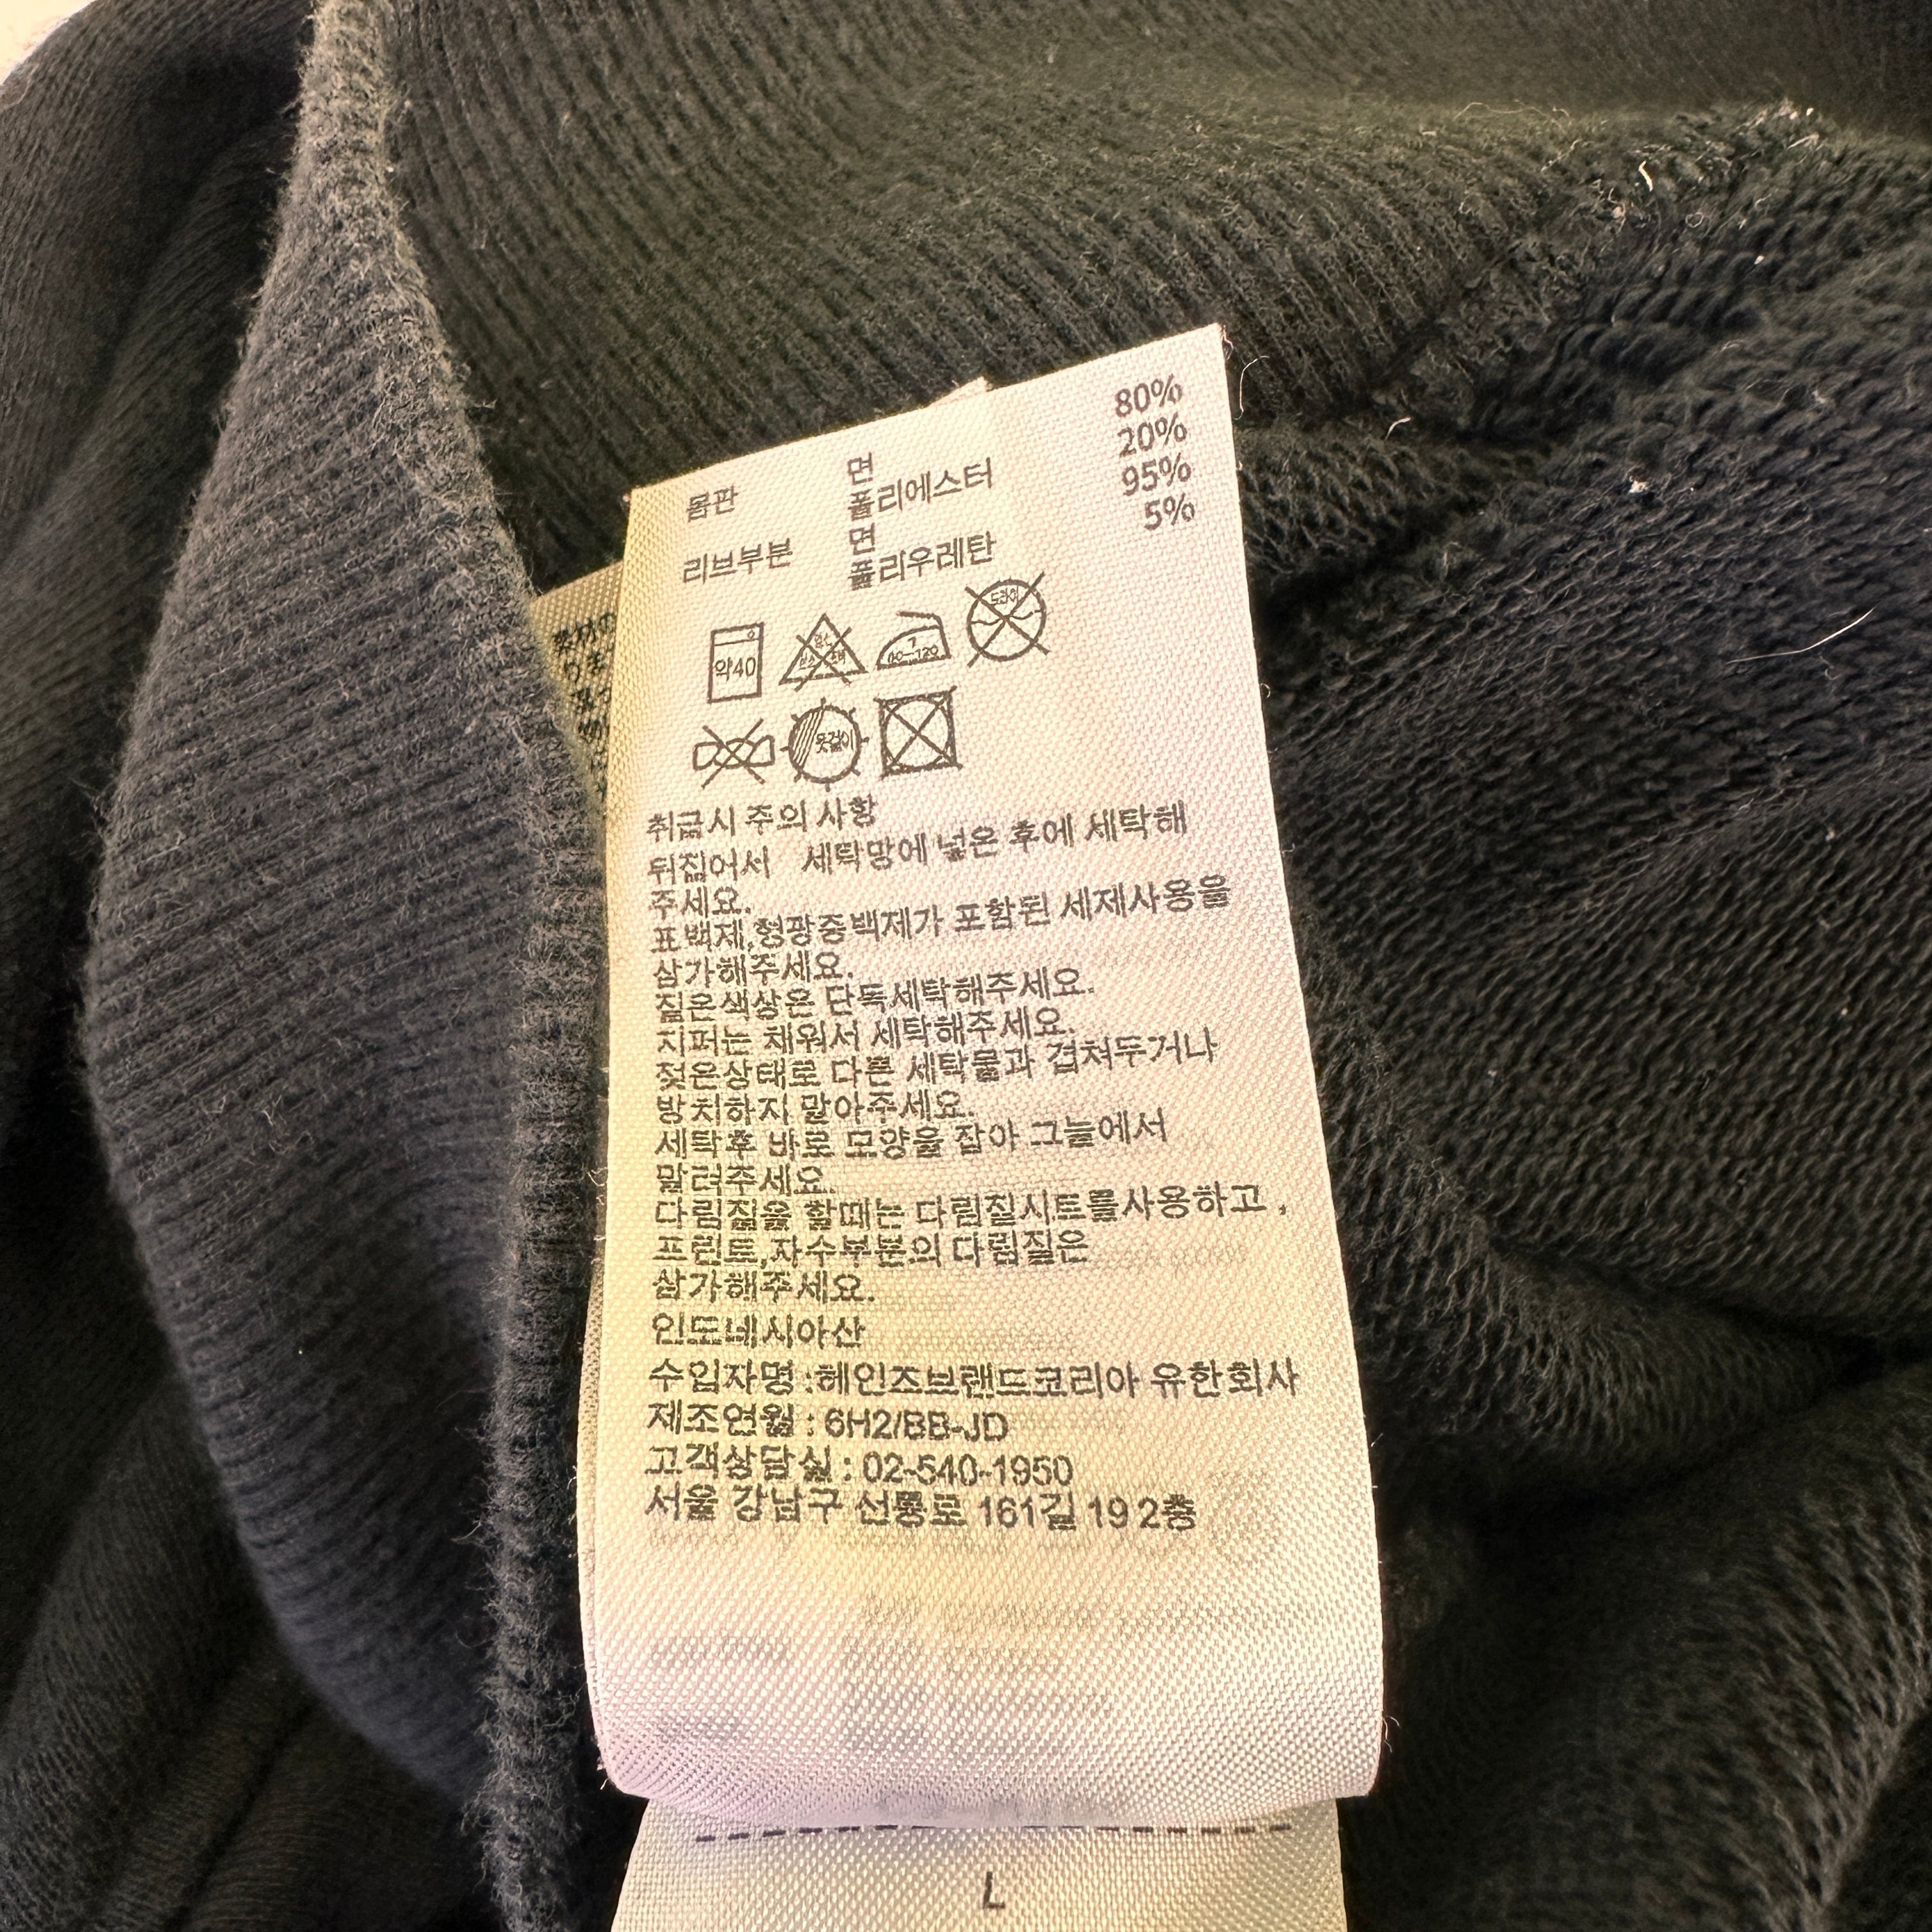 면 80%
몸판 폴리에스터 20%
면 95%
리브부분 폴리우레탄 5%
약40
드라이
옷걸이
취급시 주의 사항
뒤집어서 세탁망에 넣은 후에 세탁해
주세요.
표백제,형광증백제가 포함된 세제사용을
삼가해주세요.
짙은색상은 단독세탁해주세요.
지퍼는 채워서 세탁해주세요.
젖은상태로 다른 세탁물과 겹쳐두거나
방치하지 말아주세요.
세탁후 바로 모양을 잡아 그늘에서
말려주세요.
다림질을 할때는 다림질시트를사용하고,
프린트,자수부분의 다림질은
삼가해주세요.
인도네시아산
수입자명:헤인즈브랜드코리아 유한회사
제조연월 : 6H2/BB-JD
고객상담실 : 02-540-1950
서울 강남구 선릉로 161길 19 2층
L